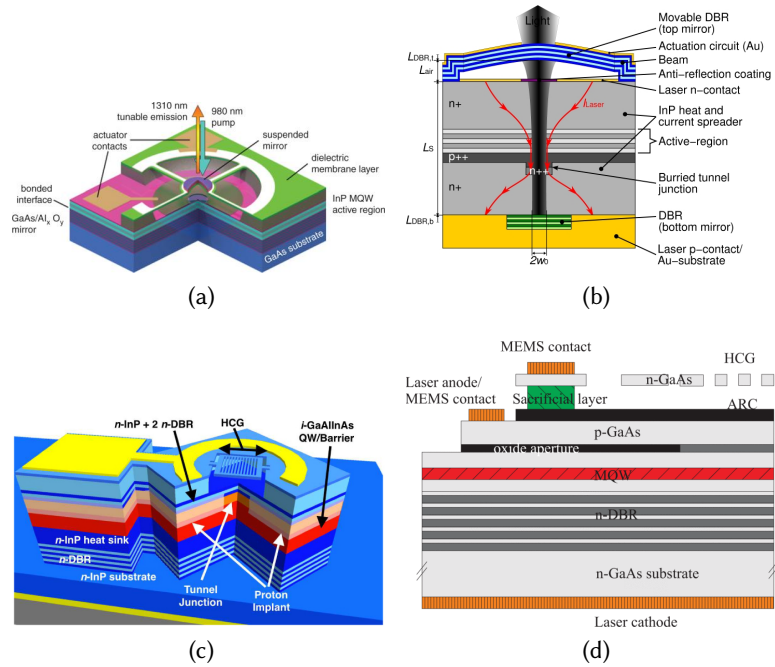 1310 nm
tunable emission
980 nm
pump
actuator
contacts
suspended
mirror
dielectric
membrane layer
bonded
interface
GaAs/Alx Oy
mirror
InP MQW
active region
GaAs substrate
(a)
Light
Movable DBR
(top mirror)
Actuation circuit (Au)
Beam
Anti-reflection coating
Laser n-contact
LDBR,t
Lair
n+
ILaser
InP heat and
current spreader
Active-region
LS
p++
n++
Burried tunnel
junction
n+
LDBR,b
DBR
(bottom mirror)
Laser p-contact/
Au-substrate
2w0
(b)
n-InP + 2 n-DBR
HCG
i-GaAlInAs
QW/Barrier
n-InP heat sink
n-DBR
n-InP substrate
Tunnel
Junction
Proton
Implant
(c)
MEMS contact
HCG
n-GaAs
Laser anode/
MEMS contact
Sacrificial layer
ARC
p-GaAs
oxide aperture
MQW
n-DBR
n-GaAs substrate
Laser cathode
(d)